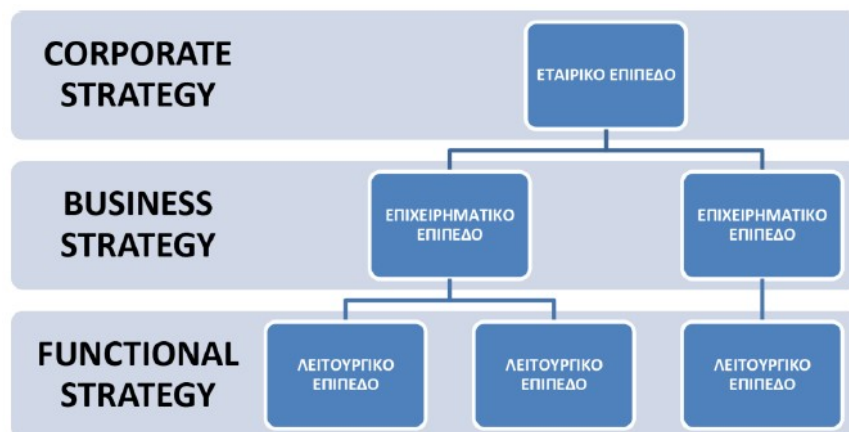 CORPORATE
STRATEGY
ΕΤΑΙΡΙΚΟ ΕΠΙΠΕΔΟ
BUSINESS
STRATEGY
ΕΠΙΧΕΙΡΗΜΑΤΙΚΟ
ΕΠΙΠΕΔΟ
ΕΠΙΧΕΙΡΗΜΑΤΙΚΟ
ΕΠΙΠΕΔΟ
FUNCTIONAL
STRATEGY
ΛΕΙΤΟΥΡΓΙΚΟ
ΕΠΙΠΕΔΟ
ΛΕΙΤΟΥΡΓΙΚΟ
ΕΠΙΠΕΔΟ
ΛΕΙΤΟΥΡΓΙΚΟ
ΕΠΙΠΕΔΟ